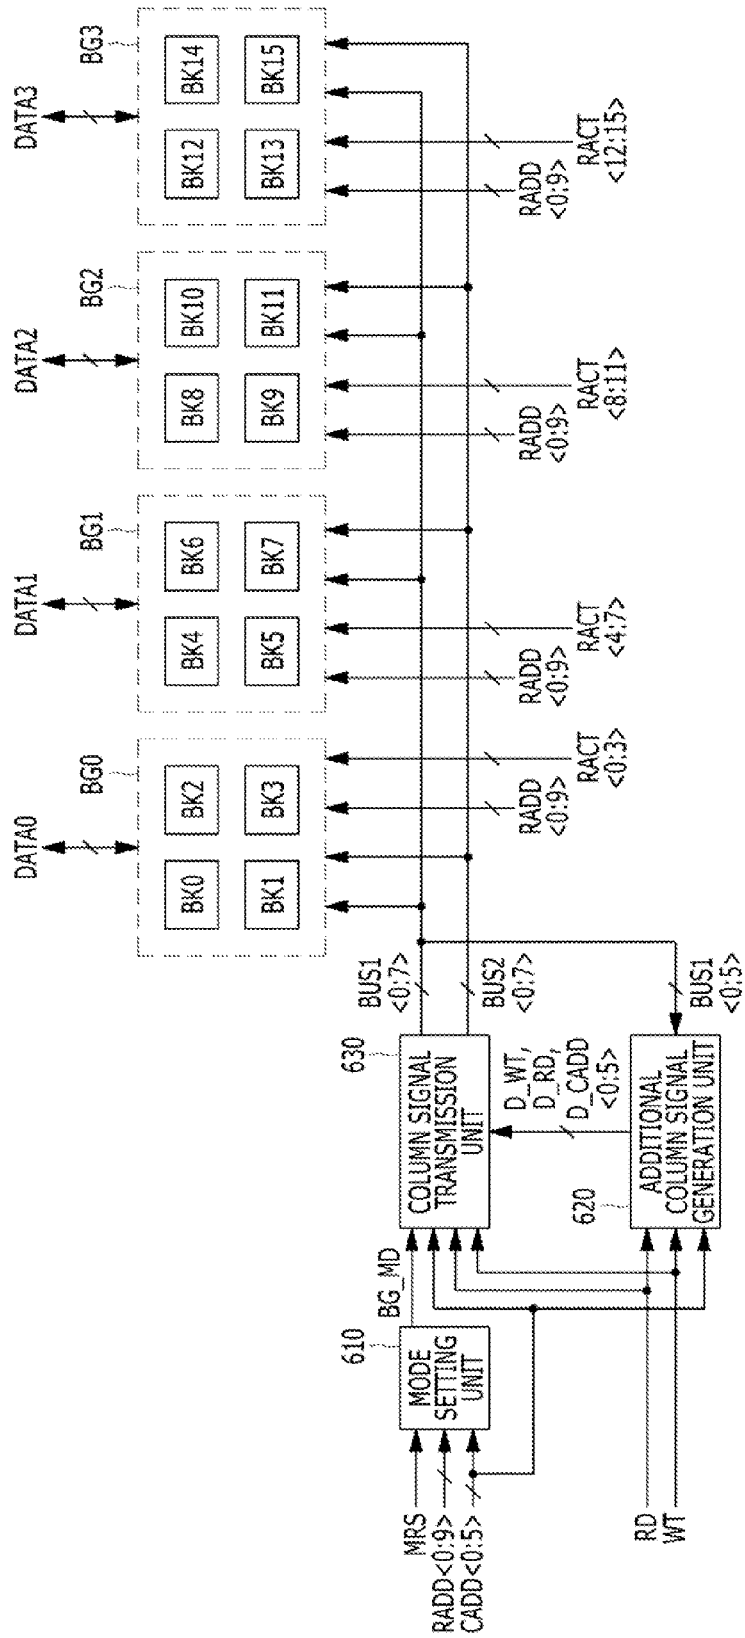 DATA0
DATA1
DATA2
DATA3
BG0
BG1
BG2
BG3
BK0
BK2
BK4
BK6
BK8
BK10
BK12
BK14
BK1
BK3
BK5
BK7
BK9
BK11
BK13
BK15
BUS1
<0:7>
BUS2
<0:7>
RADD
<0:9>
RACT
<0:3>
RADD
<0:9>
RACT
<4:7>
RADD
<0:9>
RACT
<8:11>
RADD
<0:9>
RACT
<12:15>
610
MODE
SETTING
UNIT
BG_MD
630
COLUMN SIGNAL
TRANSMISSION
UNIT
MRS
RADD<0:9>
CADD<0:5>
D_WT,
D_RD,
D_CADD
<0:5>
620
ADDITIONAL
COLUMN SIGNAL
GENERATION UNIT
BUS1
<0:5>
RD
WT